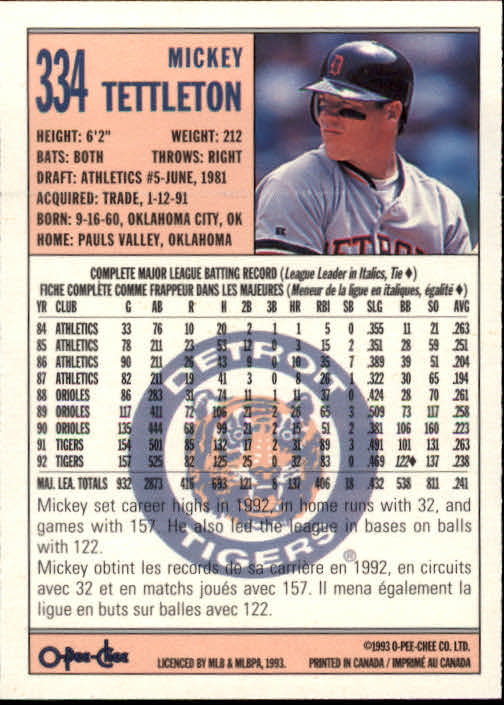 334
MICKEY
TETTLETON
HEIGHT: 6'2" WEIGHT: 212
BATS: BOTH THROWS: RIGHT
DRAFT: ATHLETICS #5-JUNE, 1981
ACQUIRED: TRADE, 1-12-91
BORN: 9-16-60, OKLAHOMA CITY, OK
HOME: PAULS VALLEY, OKLAHOMA
DETROIT
COMPLETE MAJOR LEAGUE BATTING RECORD (League Leader in Italics, Tie ♦)
FICHE COMPLÈTE COMME FRAPPEUR DANS LES MAJEURES (Meneur de la ligue en italiques, égalité ♦)
YR CLUB G AB R H 2B 3B HR RBI SB SLG BB SO AVG
84 ATHLETICS 33 76 10 20 2 1 1 5 0 .355 11 21 .263
85 ATHLETICS 78 211 23 53 12 0 3 15 2 .351 28 59 .251
86 ATHLETICS 90 211 26 43 9 0 10 35 7 .389 39 51 .204
87 ATHLETICS 82 211 19 41 3 0 8 26 1 .322 30 65 .194
88 ORIOLES 86 283 31 74 11 1 11 37 0 .424 28 70 .261
89 ORIOLES 117 411 72 106 21 2 26 65 3 .509 73 117 .258
90 ORIOLES 135 444 68 99 21 2 15 51 2 .381 106 160 .223
91 TIGERS 154 501 85 132 17 2 31 89 3 .491 101 131 .263
92 TIGERS 157 525 82 125 25 0 32 83 0 .469 122♦ 137 .238
MAJ. LEA. TOTALS 932 2873 416 693 121 8 137 406 18 .432 538 811 .241
DETROIT
TIGERS
®
Mickey set career highs in 1992, in home runs with 32, and
games with 157. He also led the league in bases on balls
with 122.
Mickey obtint les records de sa carrière en 1992, en circuits
avec 32 et en matchs joués avec 157. Il mena également la
ligue en buts sur balles avec 122.
O-Pee-Chee
LICENCED BY MLB & MLBPA, 1993.
©1993 O-PEE-CHEE CO. LTD.
PRINTED IN CANADA / IMPRIMÉ AU CANADA